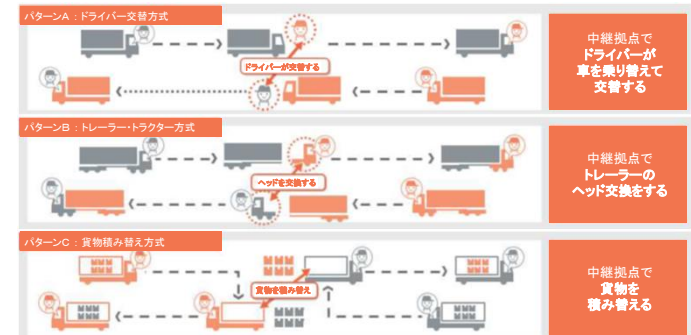 パターンA：ドライバー交替方式
ドライバーが交替する
中継拠点で
ドライバーが
車を乗り替えて
交替する
パターンB：トレーラー・トラクター方式
ヘッドを交換する
中継拠点で
トレーラーの
ヘッド交換をする
パターンC：貨物積み替え方式
貨物を積み替え
中継拠点で
貨物を
積み替える